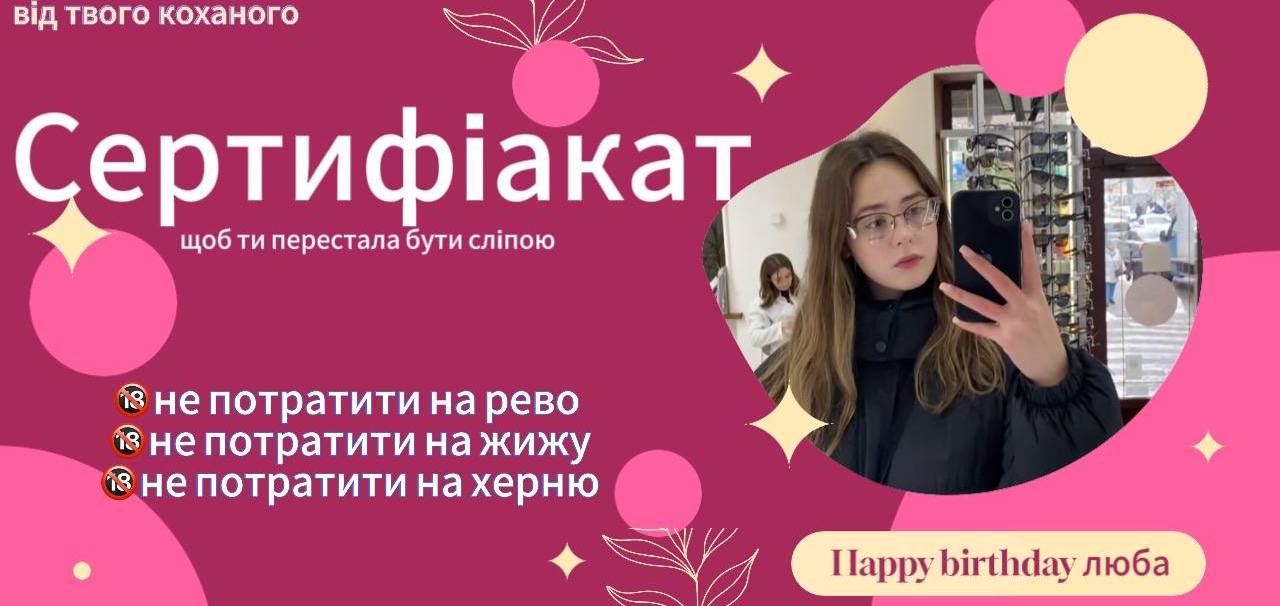 від твого коханого
Сертифіакат
щоб ти перестала бути сліпою
🔞не потратити на рево
🔞не потратити на жижу
🔞не потратити на херню
Happy birthday люба